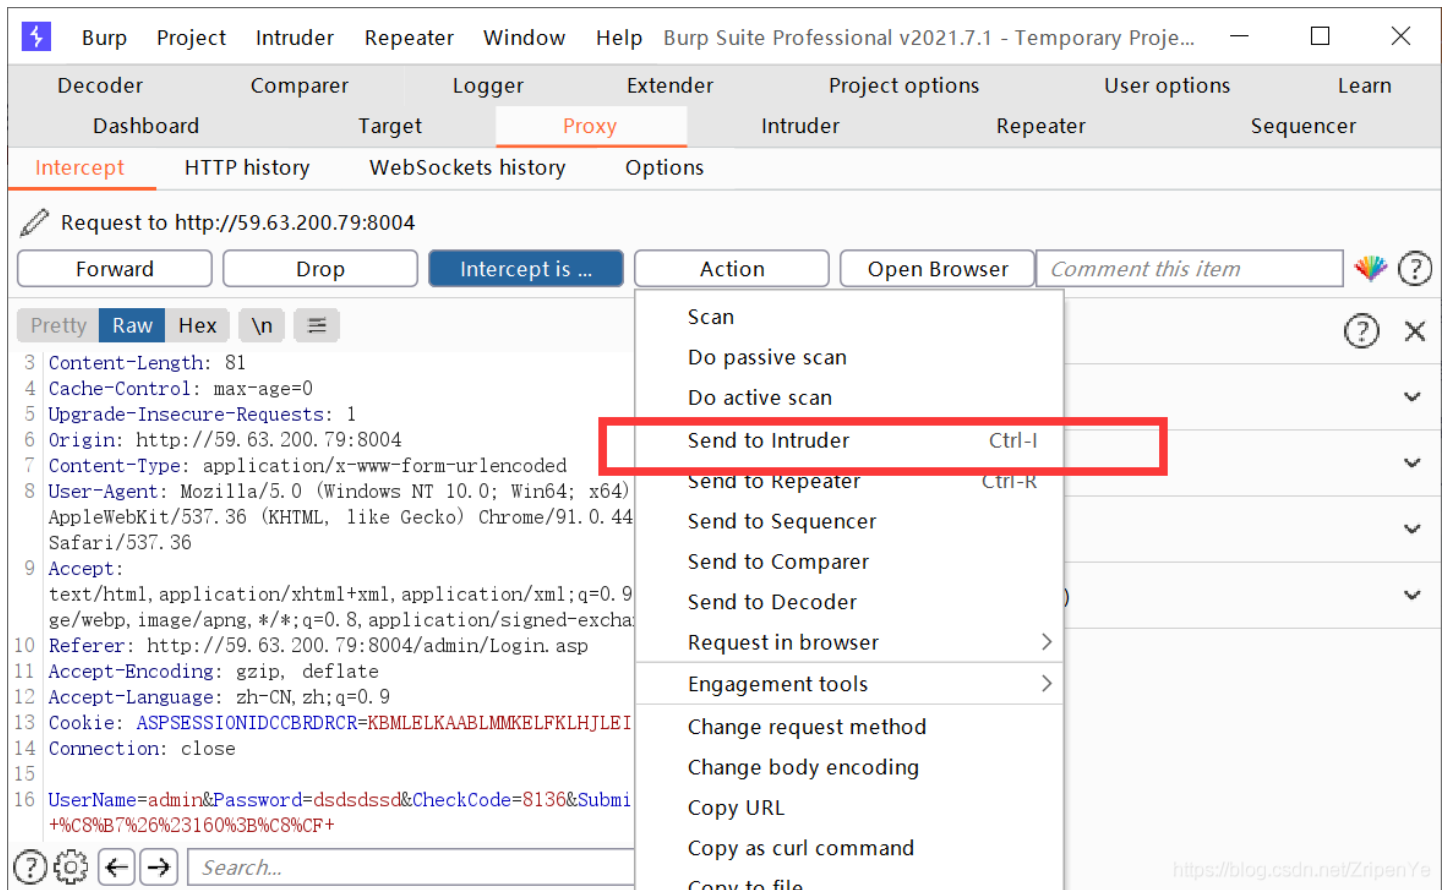 Burp Project Intruder Repeater Window Help Burp Suite Professional v2021.7.1 - Temporary Proje...
Decoder Comparer Logger Extender Project options User options Learn
Dashboard Target Proxy Intruder Repeater Sequencer
Intercept HTTP history WebSockets history Options
Request to http://59.63.200.79:8004
Forward Drop Intercept is ... Action Open Browser Comment this item
Pretty Raw Hex \n
3 Content-Length: 81
4 Cache-Control: max-age=0
5 Upgrade-Insecure-Requests: 1
6 Origin: http://59.63.200.79:8004
7 Content-Type: application/x-www-form-urlencoded
8 User-Agent: Mozilla/5.0 (Windows NT 10.0; Win64; x64)
AppleWebKit/537.36 (KHTML, like Gecko) Chrome/91.0.44
Safari/537.36
9 Accept:
text/html,application/xhtml+xml,application/xml;q=0.9
ge/webp,image/apng,*/*;q=0.8,application/signed-excha
10 Referer: http://59.63.200.79:8004/admin/Login.asp
11 Accept-Encoding: gzip, deflate
12 Accept-Language: zh-CN,zh;q=0.9
13 Cookie: ASPSESSIONIDCCBRDRCR=KBMLELKAABLMMKELFKLHJLEI
14 Connection: close
15
16 UserName=admin&Password=dsdsdssd&CheckCode=8136&Submi
+%C8%B7%26%23160%3B%C8%CF+
Search...
Scan
Do passive scan
Do active scan
Send to Intruder Ctrl-I
Send to Repeater Ctrl-R
Send to Sequencer
Send to Comparer
Send to Decoder
Request in browser
Engagement tools
Change request method
Change body encoding
Copy URL
Copy as curl command
Copy to file
)
https://blog.csdn.net/ZripenYe